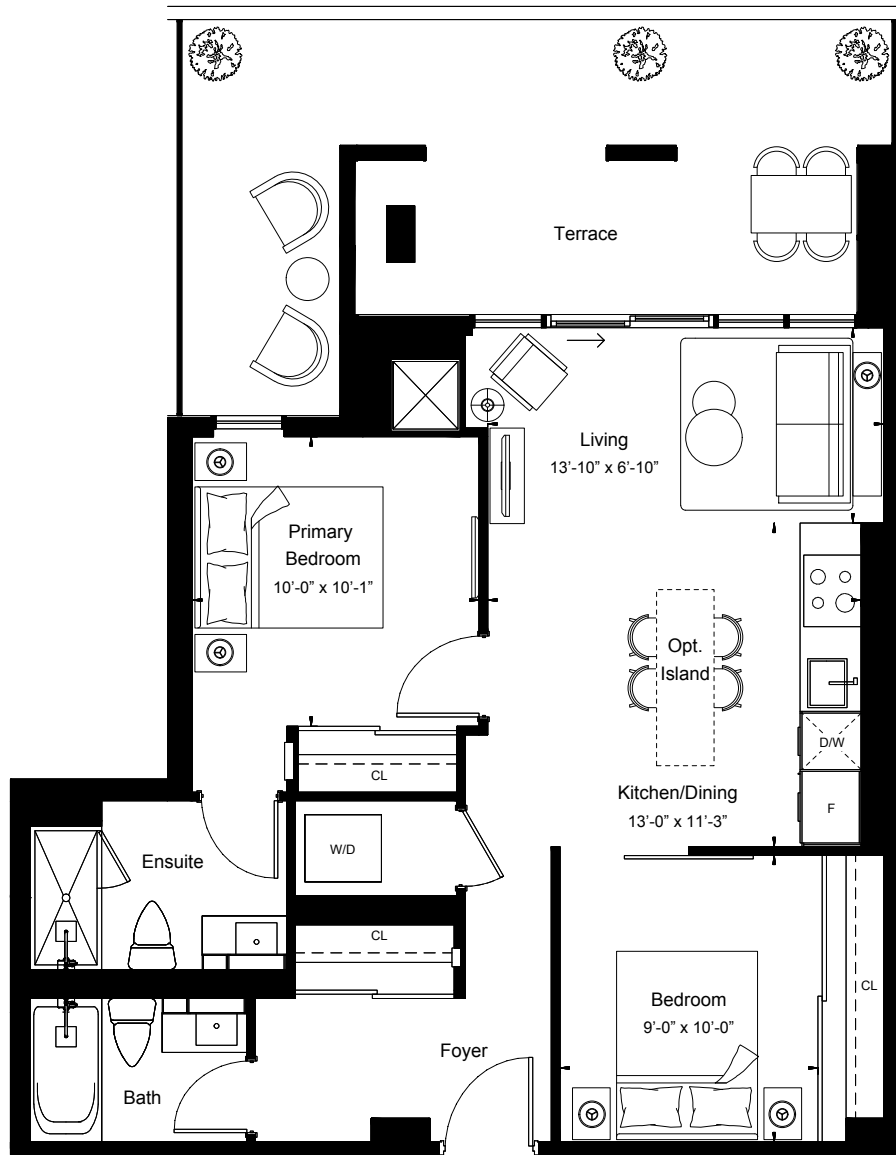 Terrace
Living
13’-10” x 6’-10”
Primary
Bedroom
10’-0” x 10’-1”
Opt.
Island
D/W
CL
Kitchen/Dining
13’-0” x 11’-3”
F
W/D
Ensuite
CL
CL
Bedroom
9’-0” x 10’-0”
Foyer
Bath